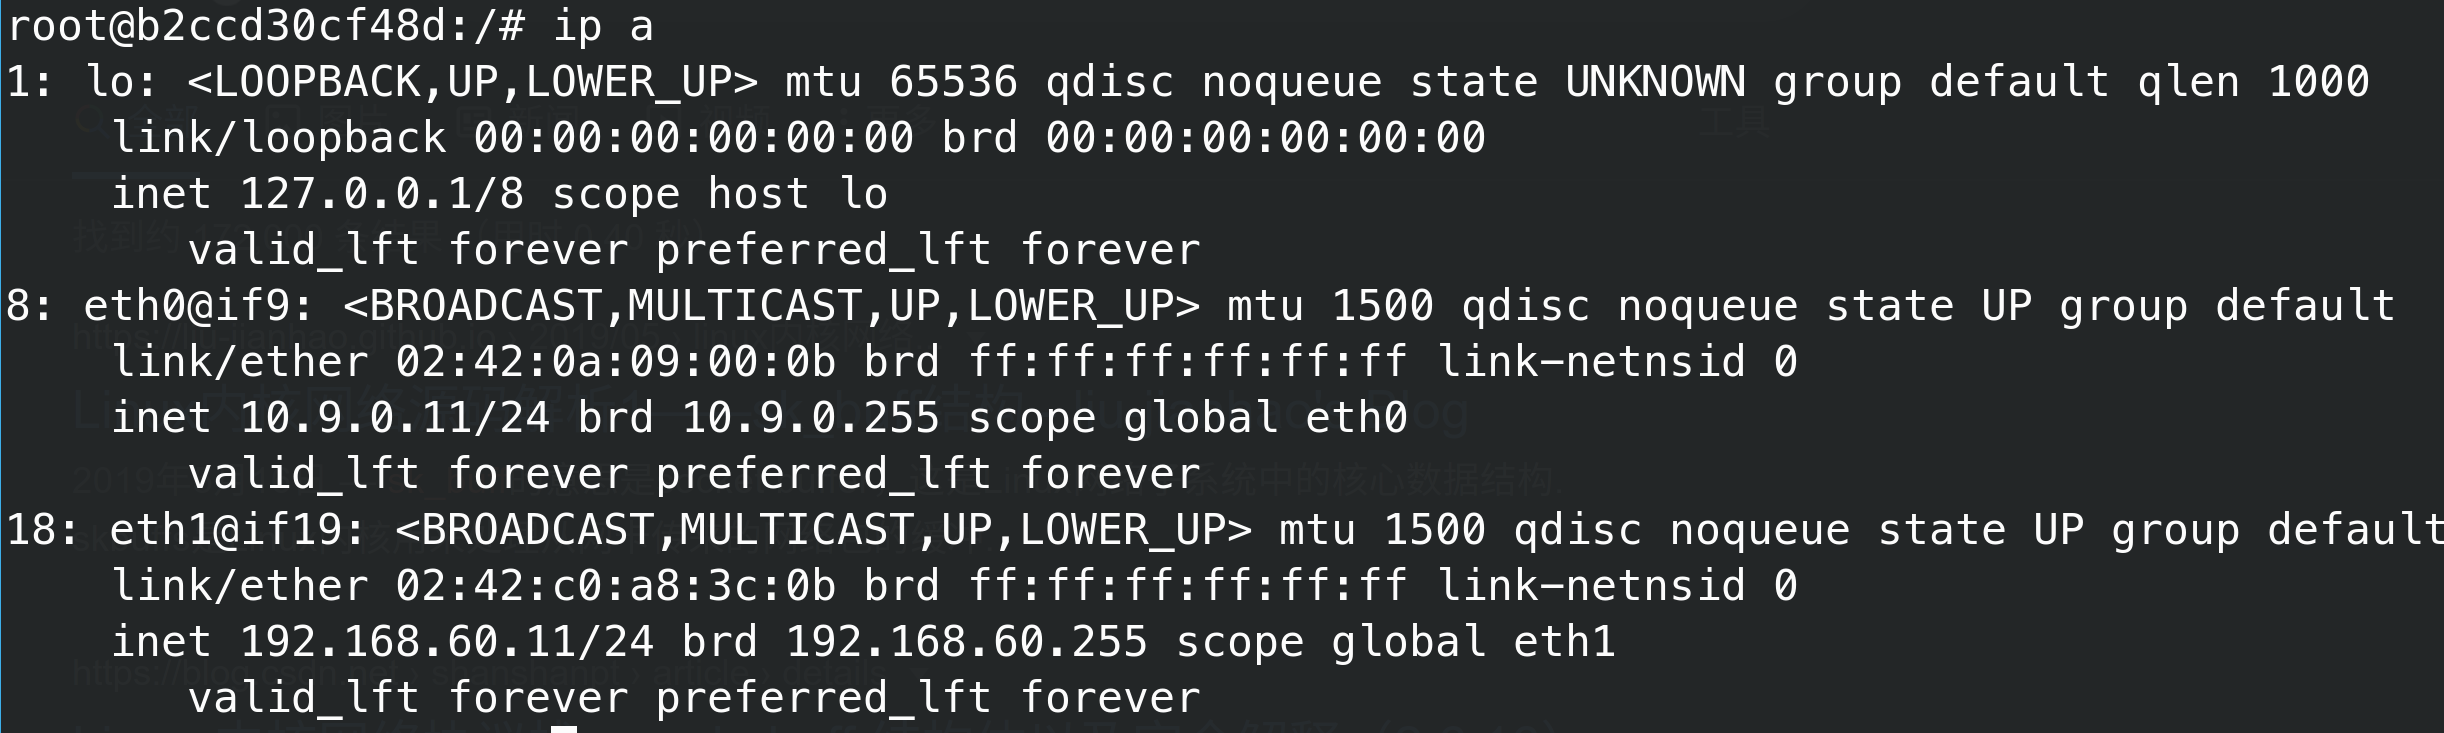 root@b2ccd30cf48d:/# ip a
1: lo: <LOOPBACK,UP,LOWER_UP> mtu 65536 qdisc noqueue state UNKNOWN group default qlen 1000
    link/loopback 00:00:00:00:00:00 brd 00:00:00:00:00:00
    inet 127.0.0.1/8 scope host lo
       valid_lft forever preferred_lft forever
8: eth0@if9: <BROADCAST,MULTICAST,UP,LOWER_UP> mtu 1500 qdisc noqueue state UP group default
    link/ether 02:42:0a:09:00:0b brd ff:ff:ff:ff:ff:ff link-netnsid 0
    inet 10.9.0.11/24 brd 10.9.0.255 scope global eth0
       valid_lft forever preferred_lft forever
18: eth1@if19: <BROADCAST,MULTICAST,UP,LOWER_UP> mtu 1500 qdisc noqueue state UP group default
    link/ether 02:42:c0:a8:3c:0b brd ff:ff:ff:ff:ff:ff link-netnsid 0
    inet 192.168.60.11/24 brd 192.168.60.255 scope global eth1
       valid_lft forever preferred_lft forever